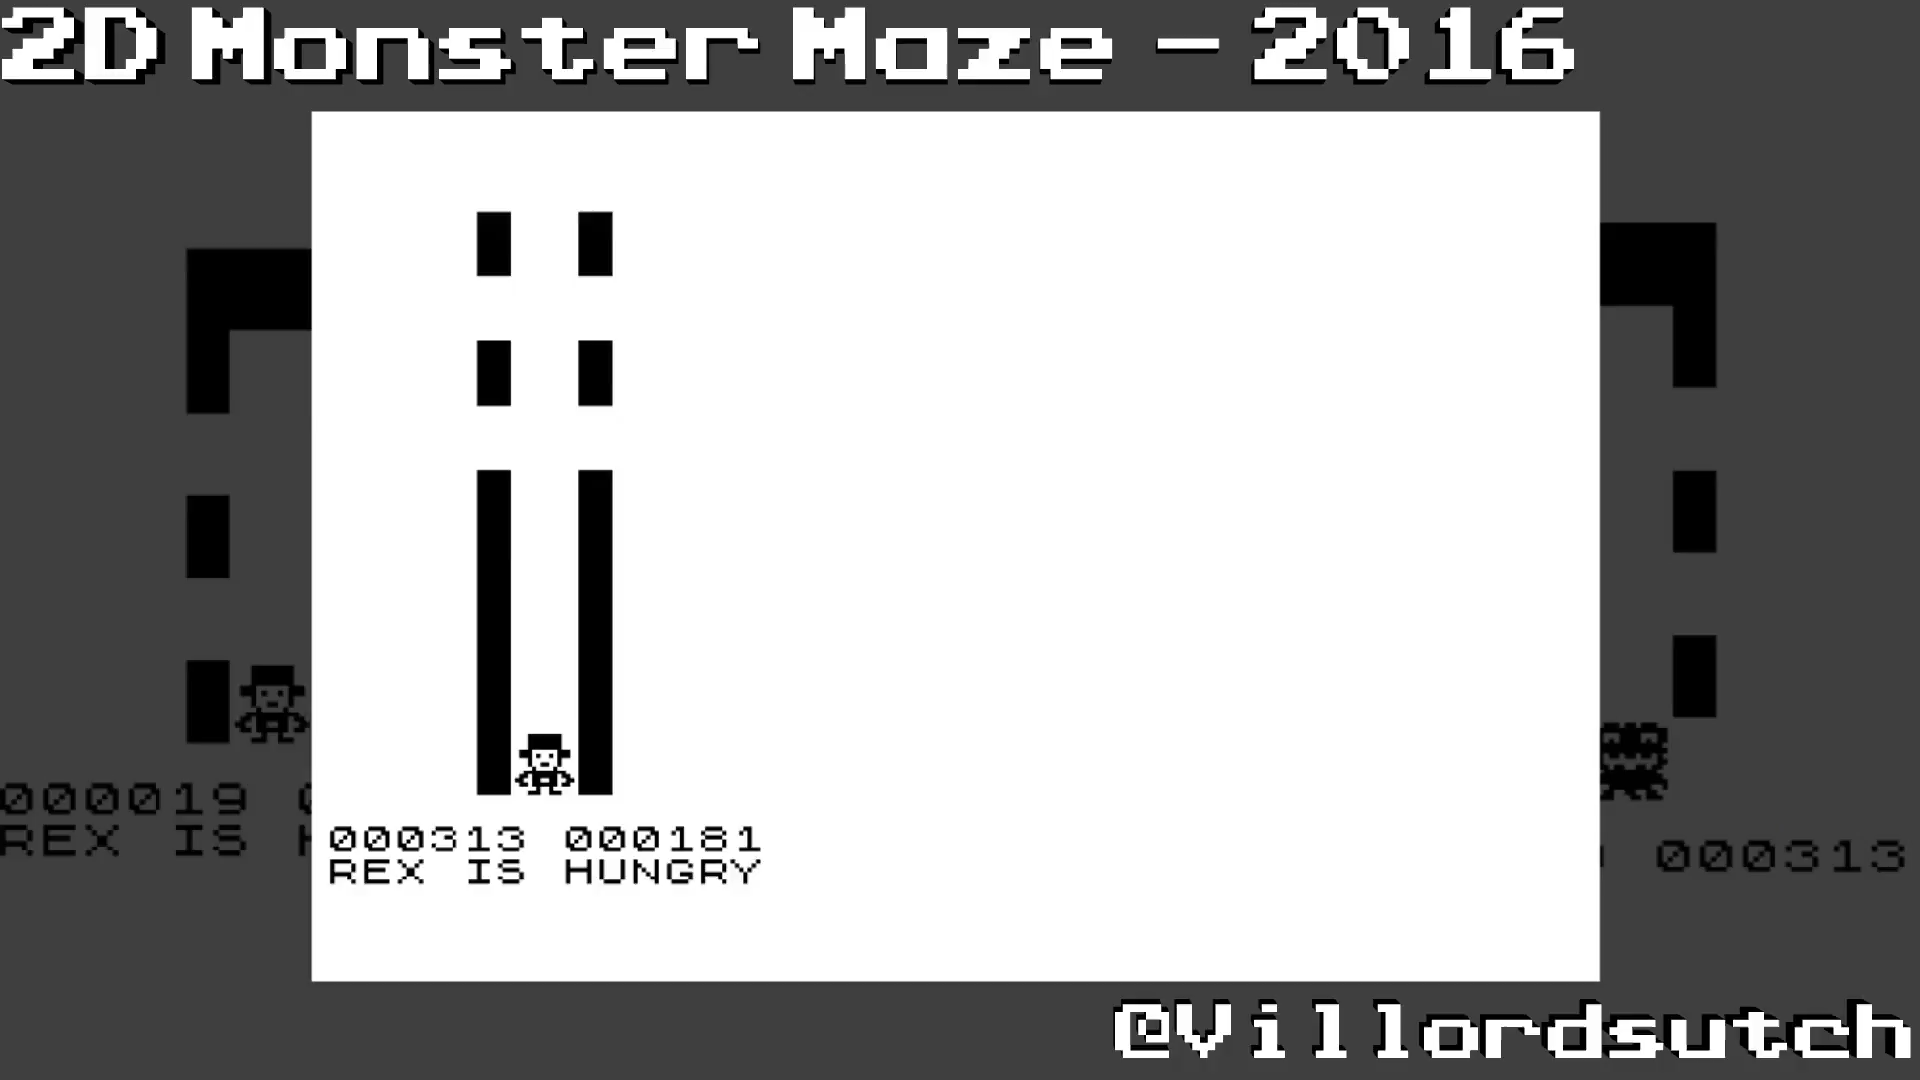 2D Monster Maze - 2016
000019
REX IS H
000313 000181
REX IS HUNGRY
000313
@Villordsutch